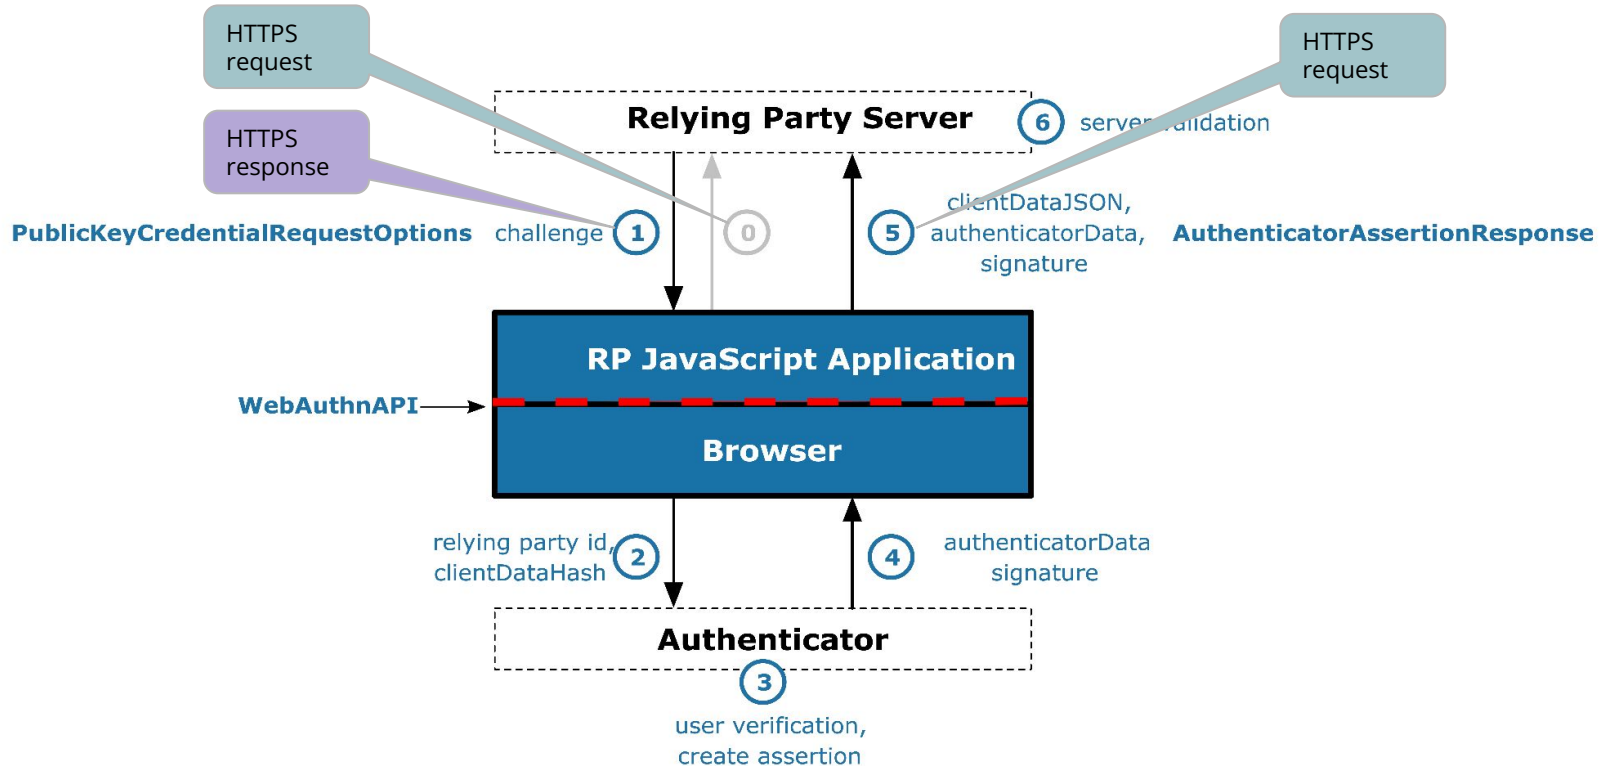 HTTPS
request
HTTPS
request
HTTPS
response
Relying Party Server
6
server validation
PublicKeyCredentialRequestOptions
challenge
1
0
5
clientDataJSON,
authenticatorData,
signature
AuthenticatorAssertionResponse
RP JavaScript Application
WebAuthnAPI
Browser
relying party id,
clientDataHash
2
4
authenticatorData
signature
Authenticator
3
user verification,
create assertion